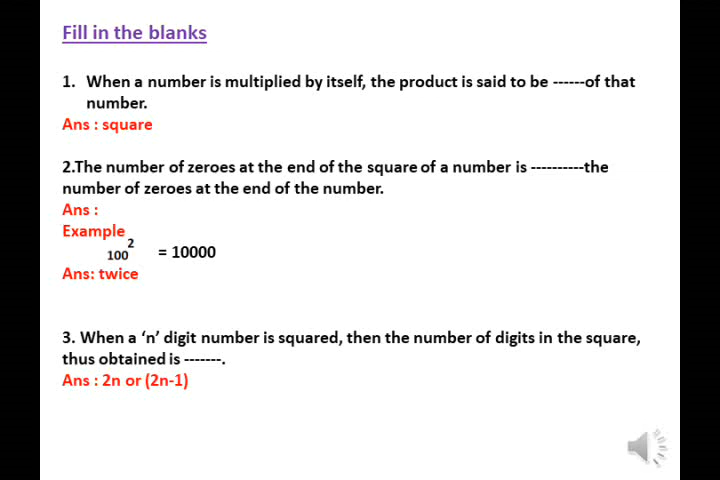 Fill in the blanks
1. When a number is multiplied by itself, the product is said to be ------of that
number.
Ans : square
2.The number of zeroes at the end of the square of a number is ----------the
number of zeroes at the end of the number.
Ans :
Example
100² = 10000
Ans: twice
3. When a ‘n’ digit number is squared, then the number of digits in the square,
thus obtained is -------.
Ans : 2n or (2n-1)